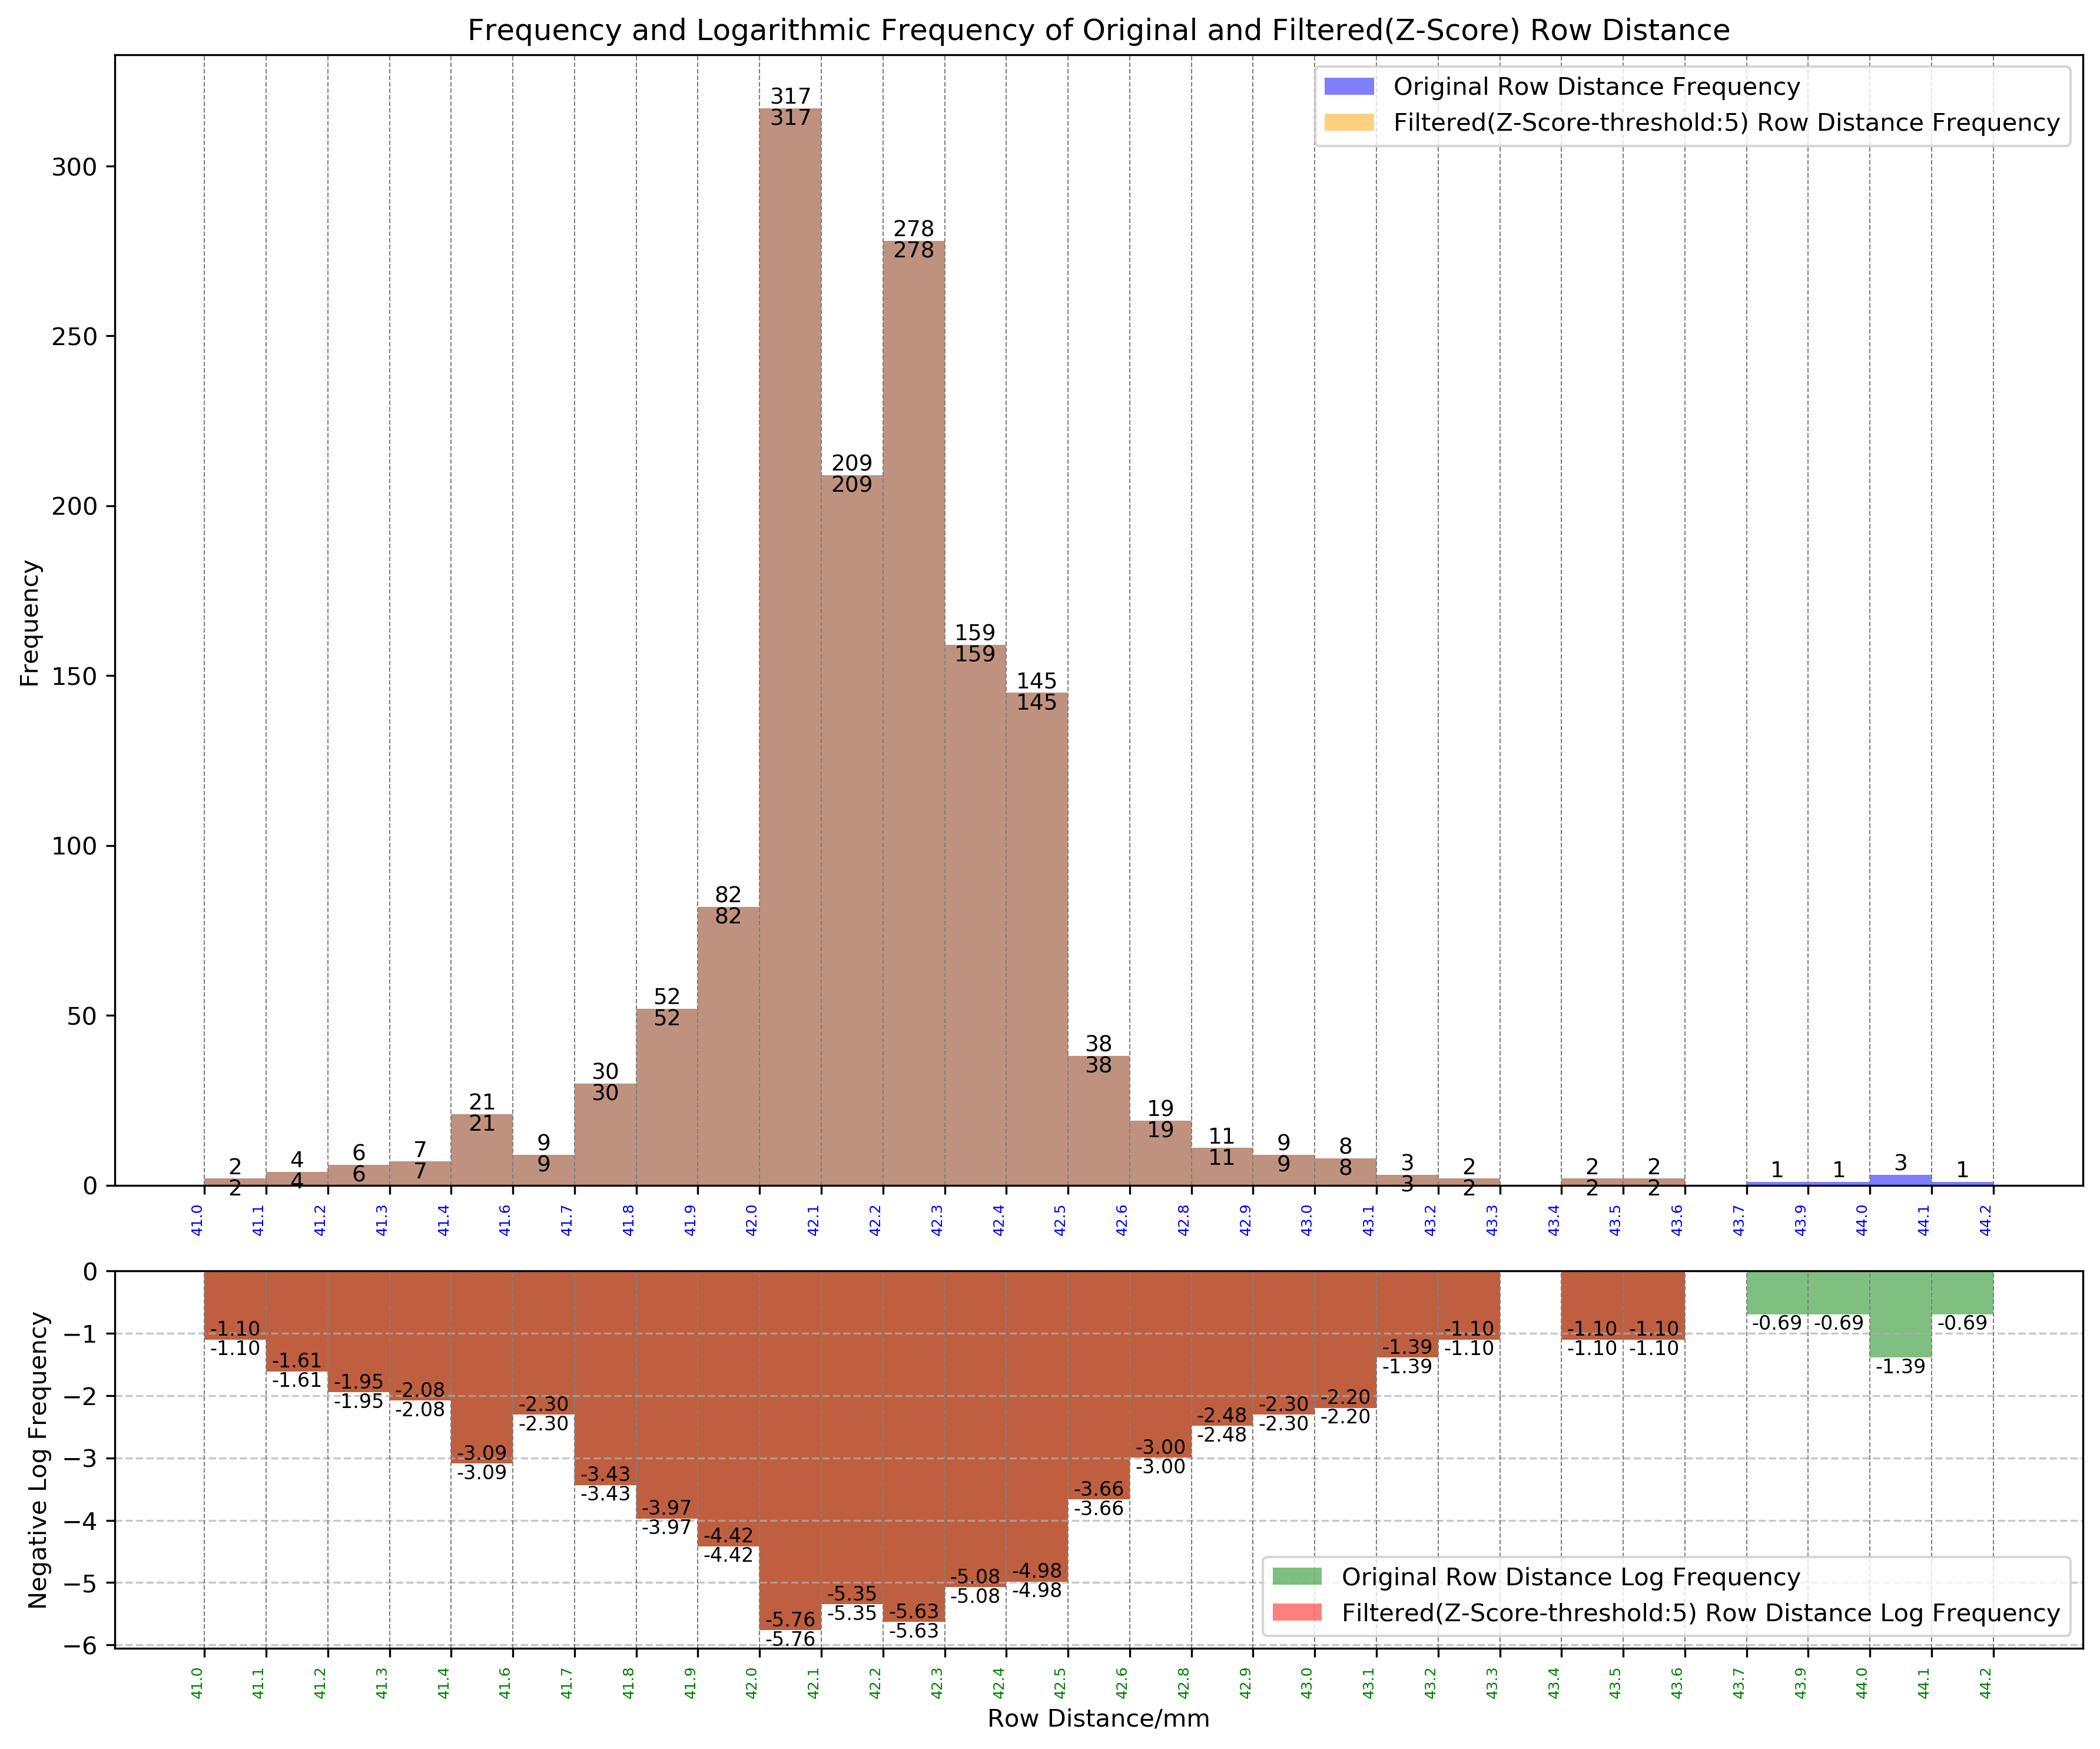 Frequency and Logarithmic Frequency of Original and Filtered(Z-Score) Row Distance
Original Row Distance Frequency
Filtered(Z-Score-threshold:5) Row Distance Frequency
Frequency
300
250
200
150
100
50
0
2 4 6 7 21 9 30 52 82 317 209 278 159 145 38 19 11 9 8 3 2 2 2 1 1 3 1
2 4 6 7 21 9 30 52 82 317 209 278 159 145 38 19 11 9 8 3 2 2 2
41.0 41.1 41.2 41.3 41.4 41.6 41.7 41.8 41.9 42.0 42.1 42.2 42.3 42.4 42.5 42.6 42.8 42.9 43.0 43.1 43.2 43.3 43.4 43.5 43.6 43.7 43.9 44.0 44.1 44.2
Negative Log Frequency
0
−1
−2
−3
−4
−5
−6
-1.10 -1.61 -1.95 -2.08 -3.09 -2.30 -3.43 -3.97 -4.42 -5.76 -5.35 -5.63 -5.08 -4.98 -3.66 -3.00 -2.48 -2.30 -2.20 -1.39 -1.10 -1.10 -1.10
-1.10 -1.61 -1.95 -2.08 -3.09 -2.30 -3.43 -3.97 -4.42 -5.76 -5.35 -5.63 -5.08 -4.98 -3.66 -3.00 -2.48 -2.30 -2.20 -1.39 -1.10 -1.10 -1.10 -0.69 -0.69 -1.39 -0.69
Original Row Distance Log Frequency
Filtered(Z-Score-threshold:5) Row Distance Log Frequency
41.0 41.1 41.2 41.3 41.4 41.6 41.7 41.8 41.9 42.0 42.1 42.2 42.3 42.4 42.5 42.6 42.8 42.9 43.0 43.1 43.2 43.3 43.4 43.5 43.6 43.7 43.9 44.0 44.1 44.2
Row Distance/mm